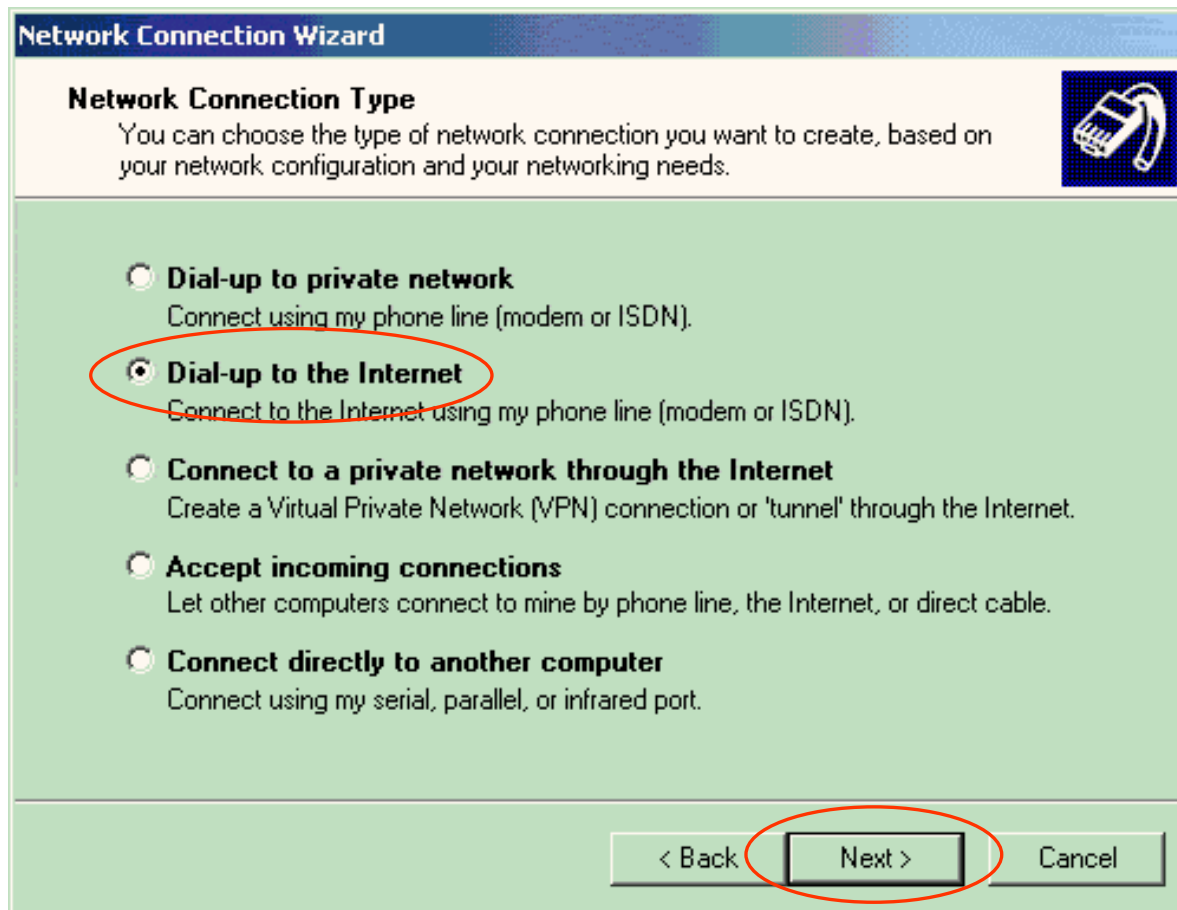 Network Connection Wizard
Network Connection Type
You can choose the type of network connection you want to create, based on
your network configuration and your networking needs.
Dial-up to private network
Connect using my phone line (modem or ISDN).
Dial-up to the Internet
Connect to the Internet using my phone line (modem or ISDN).
Connect to a private network through the Internet
Create a Virtual Private Network (VPN) connection or 'tunnel' through the Internet.
Accept incoming connections
Let other computers connect to mine by phone line, the Internet, or direct cable.
Connect directly to another computer
Connect using my serial, parallel, or infrared port.
< Back Next > Cancel